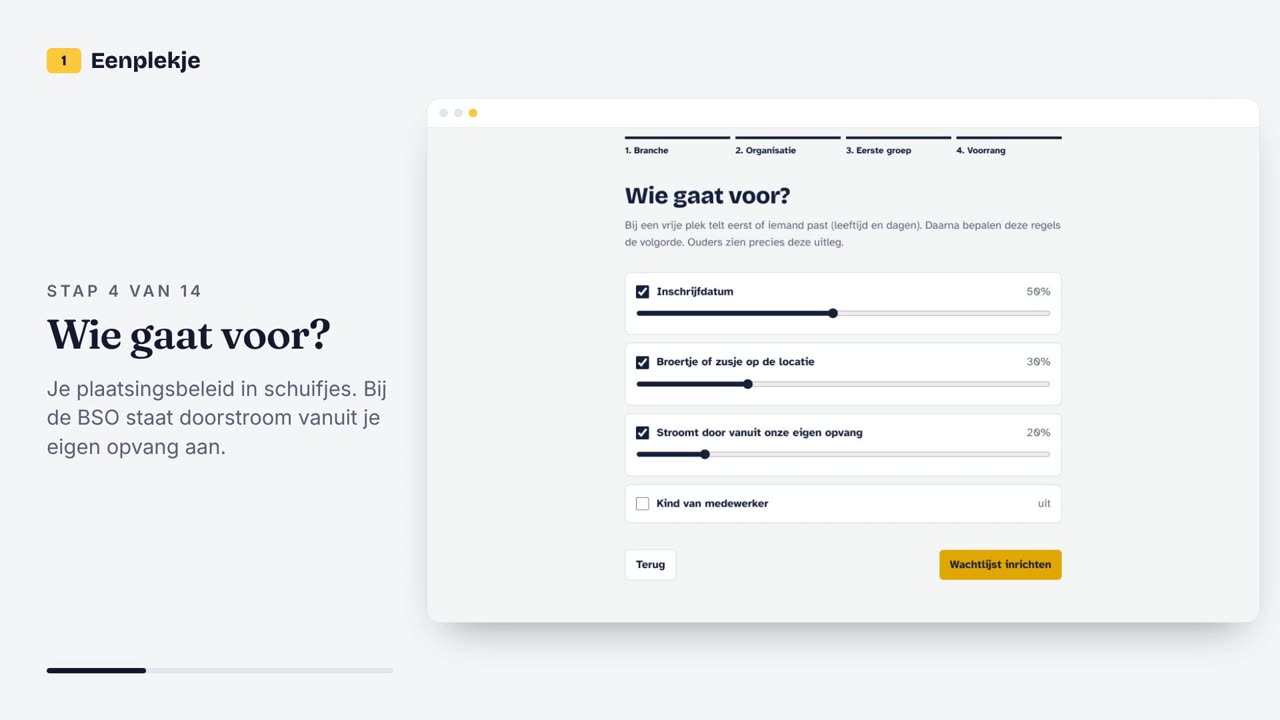 1 Eenplekje
STAP 4 VAN 14
Wie gaat voor?
Je plaatsingsbeleid in schuifjes. Bij
de BSO staat doorstroom vanuit je
eigen opvang aan.
1. Branche
2. Organisatie
3. Eerste groep
4. Voorrang
Wie gaat voor?
Bij een vrije plek telt eerst of iemand past (leeftijd en dagen). Daarna bepalen deze regels
de volgorde. Ouders zien precies deze uitleg.
Inschrijfdatum 50%
Broertje of zusje op de locatie 30%
Stroomt door vanuit onze eigen opvang 20%
Kind van medewerker uit
Terug
Wachtlijst inrichten